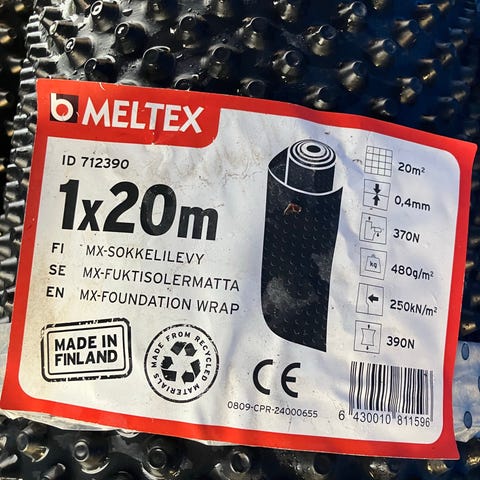 b MELTEX
ID 712390
1x20m
FI MX-SOKKELILEVY
SE MX-FUKTISOLERMATTA
EN MX-FOUNDATION WRAP
MADE IN
FINLAND
MADE FROM RECYCLED MATERIALS
CE
0809-CPR-24000655
20m²
0,4mm
370N
kg
480g/m²
250kN/m²
390N
6 430010 811596